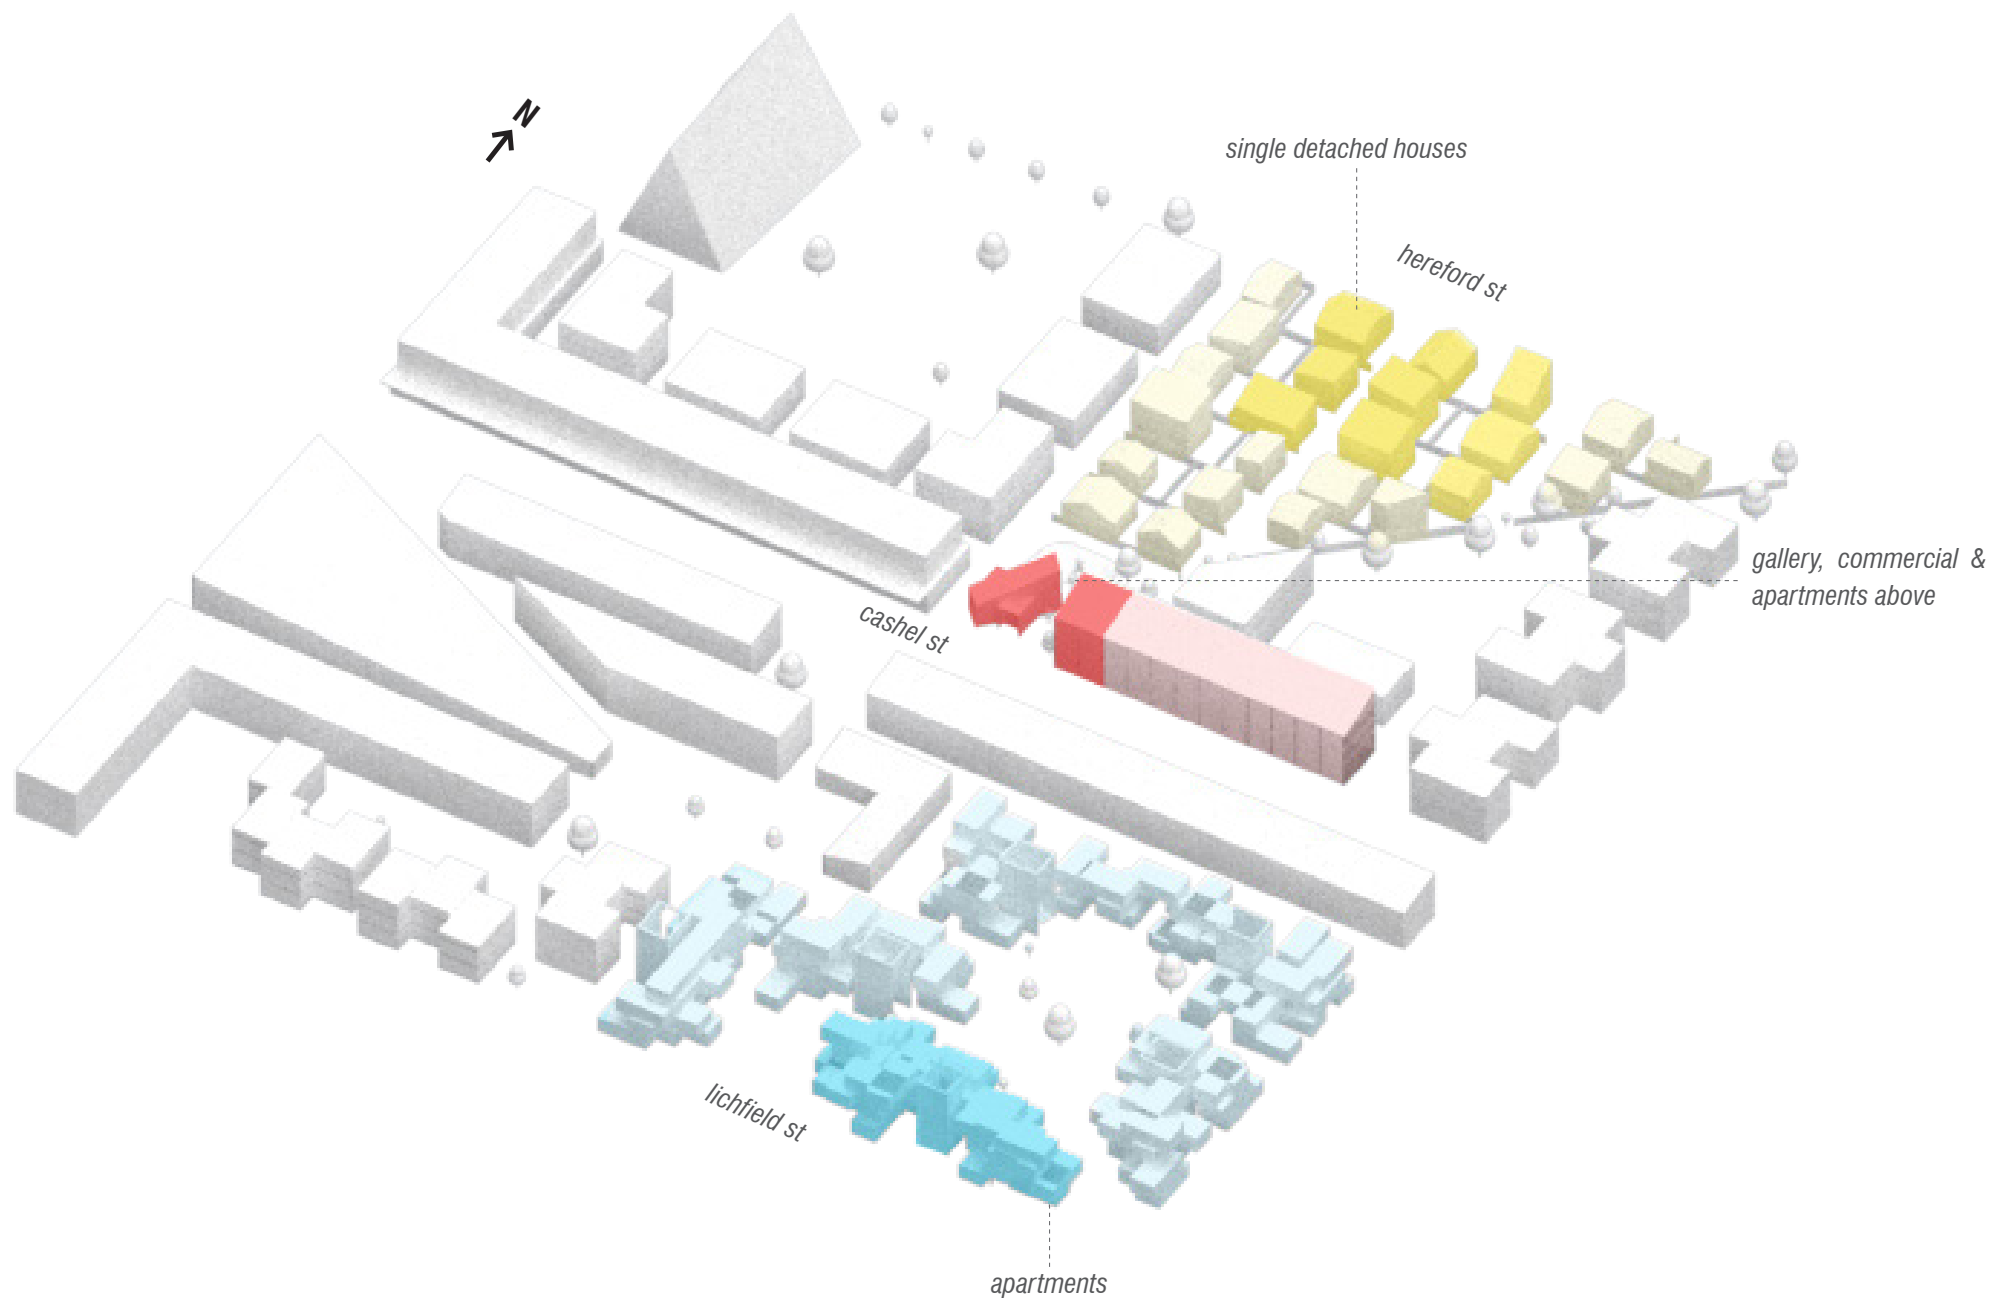 N
single detached houses
hereford st
gallery, commercial &
apartments above
cashel st
lichfield st
apartments